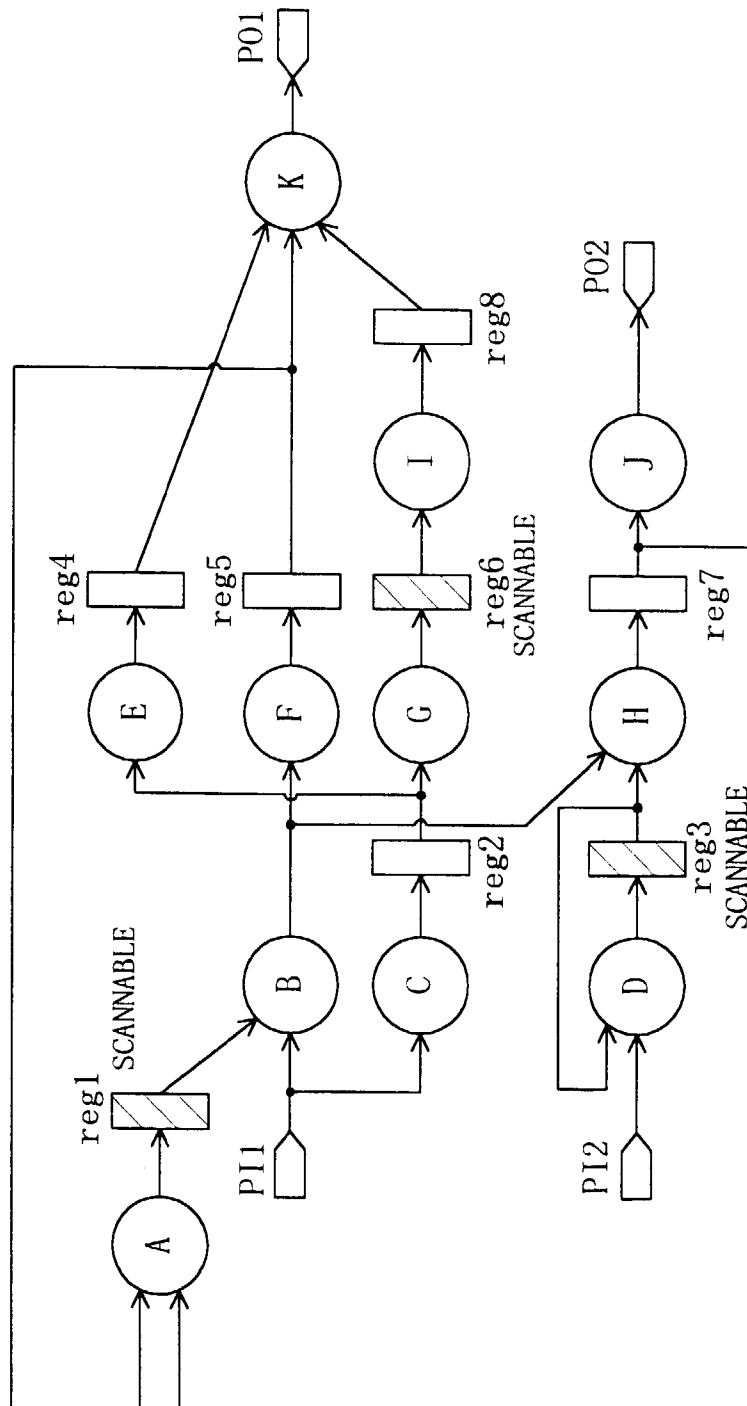 PO1
K
reg8
PO2
reg4
reg5
I
reg6
SCANNABLE
J
reg7
E
F
G
H
reg2
reg3
SCANNABLE
SCANNABLE
B
C
D
reg1
PI1
PI2
A